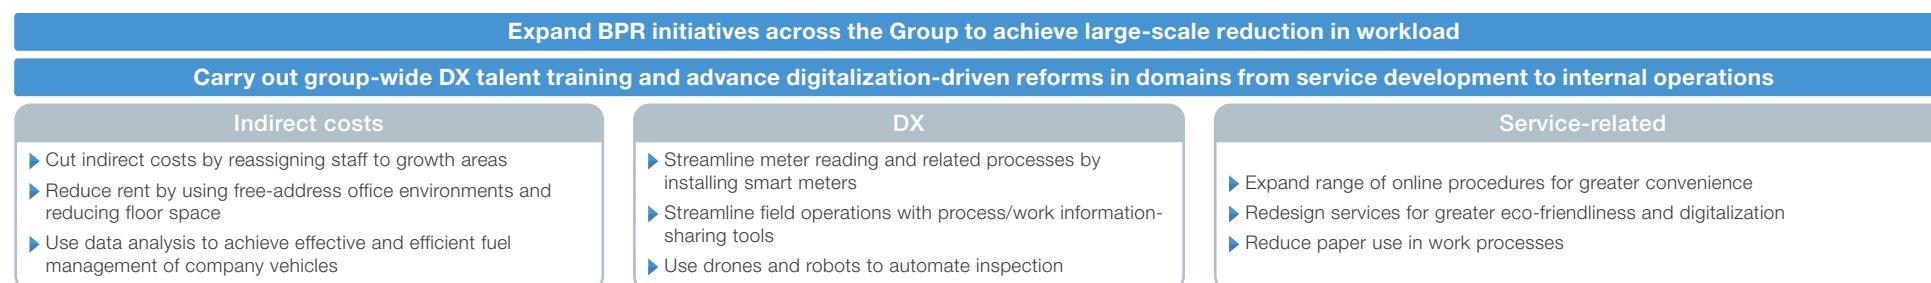 Expand BPR initiatives across the Group to achieve large-scale reduction in workload
Carry out group-wide DX talent training and advance digitalization-driven reforms in domains from service development to internal operations
Indirect costs
Cut indirect costs by reassigning staff to growth areas
Reduce rent by using free-address office environments and
reducing floor space
Use data analysis to achieve effective and efficient fuel
management of company vehicles
DX
Streamline meter reading and related processes by
installing smart meters
Streamline field operations with process/work information-
sharing tools
Use drones and robots to automate inspection
Service-related
Expand range of online procedures for greater convenience
Redesign services for greater eco-friendliness and digitalization
Reduce paper use in work processes